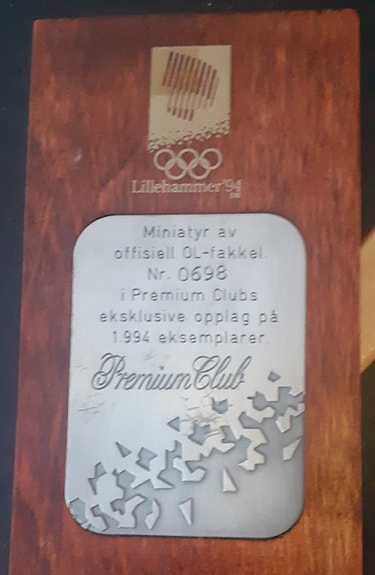 Lillehammer'94
Miniatyr av
offisiell OL-fakkel.
Nr. 0698
i Premium Clubs
eksklusive opplag på
1.994 eksemplarer.
Premium Club